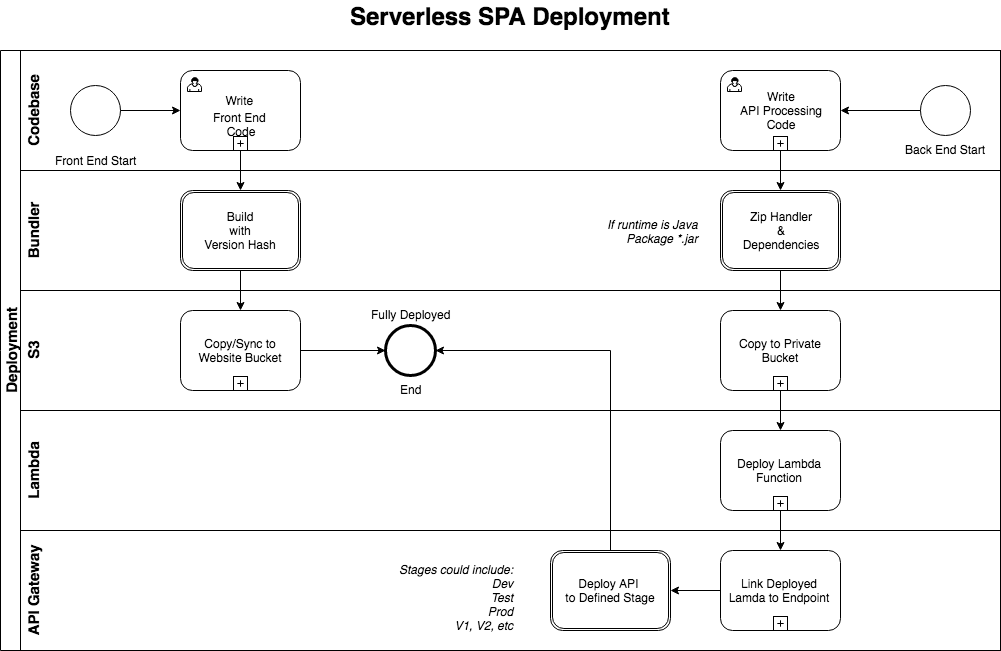 Serverless SPA Deployment
Deployment
Codebase
Front End Start
Write
Front End
Code
Write
API Processing
Code
Back End Start
Bundler
Build
with
Version Hash
If runtime is Java
Package *.jar
Zip Handler
&
Dependencies
S3
Copy/Sync to
Website Bucket
Fully Deployed
End
Copy to Private
Bucket
Lambda
Deploy Lambda
Function
API Gateway
Stages could include:
Dev
Test
Prod
V1, V2, etc
Deploy API
to Defined Stage
Link Deployed
Lamda to Endpoint